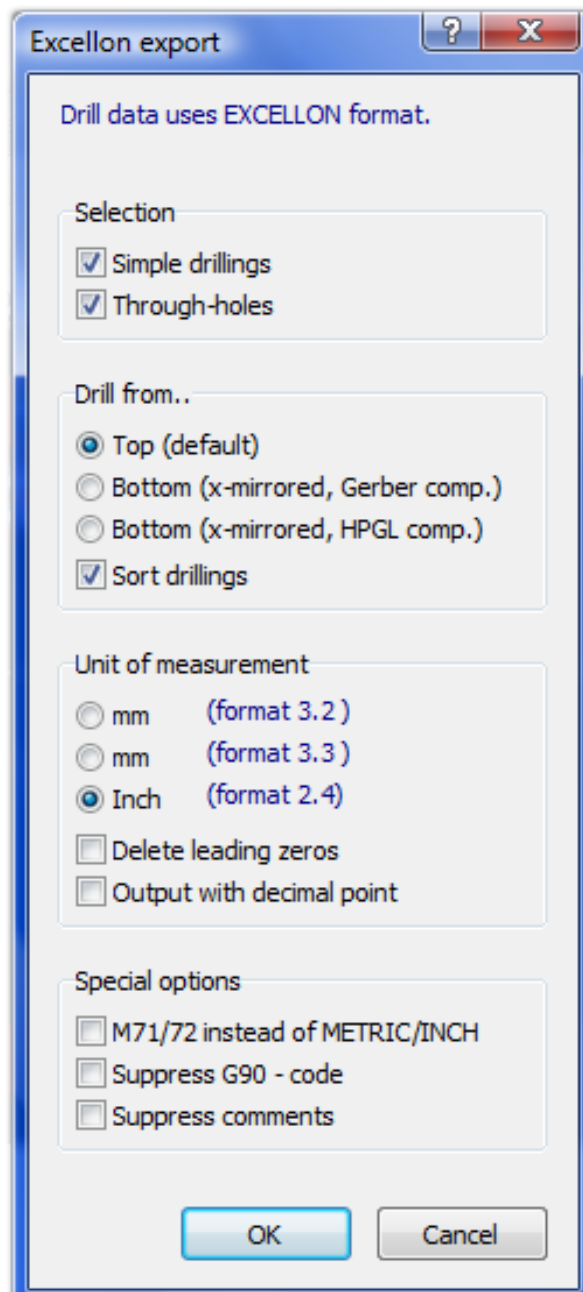 Excellon export
?
X
Drill data uses EXCELLON format.
Selection
Simple drillings
Through-holes
Drill from..
Top (default)
Bottom (x-mirrored, Gerber comp.)
Bottom (x-mirrored, HPGL comp.)
Sort drillings
Unit of measurement
mm (format 3.2 )
mm (format 3.3 )
Inch (format 2.4)
Delete leading zeros
Output with decimal point
Special options
M71/72 instead of METRIC/INCH
Suppress G90 - code
Suppress comments
OK Cancel